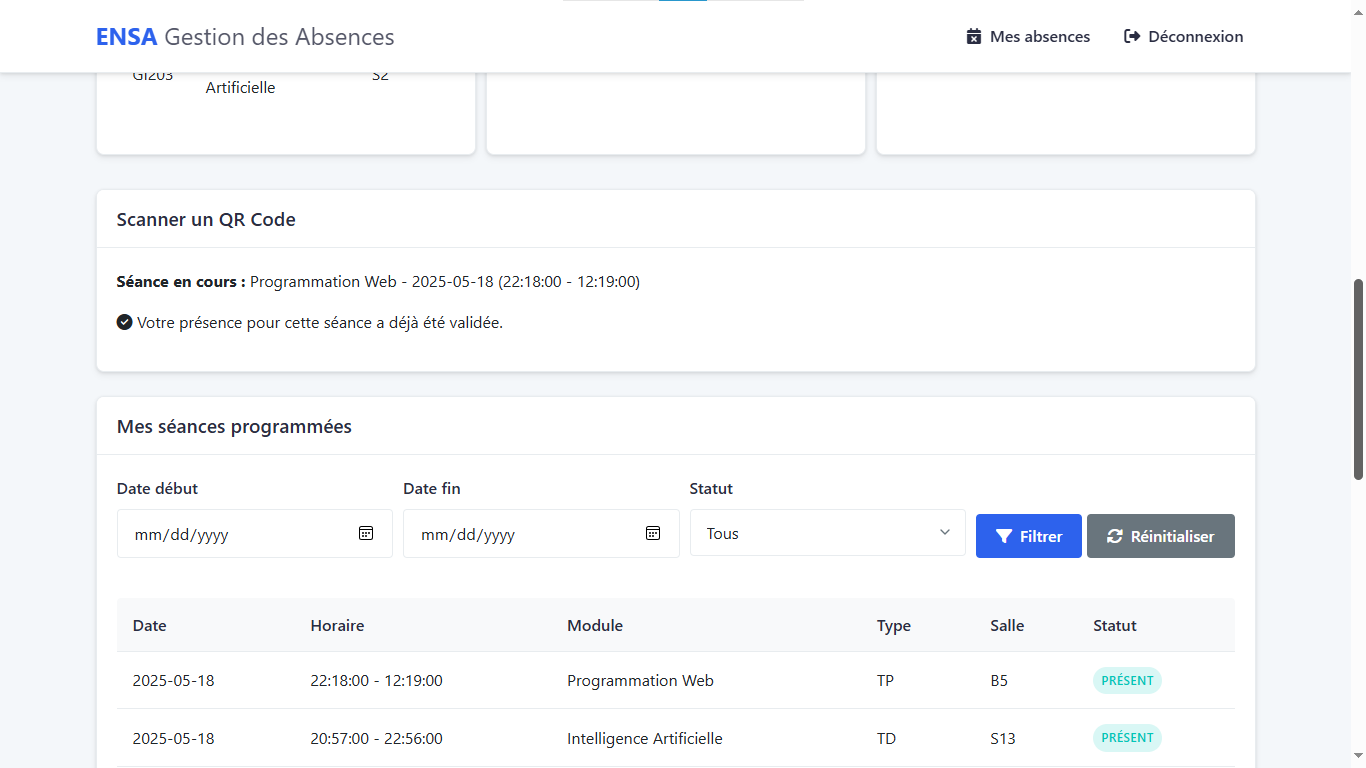 ENSA Gestion des Absences
Mes absences
Déconnexion
GI203
S2
Artificielle
Scanner un QR Code
Séance en cours : Programmation Web - 2025-05-18 (22:18:00 - 12:19:00)
Votre présence pour cette séance a déjà été validée.
Mes séances programmées
Date début Date fin Statut
mm/dd/yyyy mm/dd/yyyy Tous Filtrer Réinitialiser
Date Horaire Module Type Salle Statut
2025-05-18 22:18:00 - 12:19:00 Programmation Web TP B5 PRÉSENT
2025-05-18 20:57:00 - 22:56:00 Intelligence Artificielle TD S13 PRÉSENT